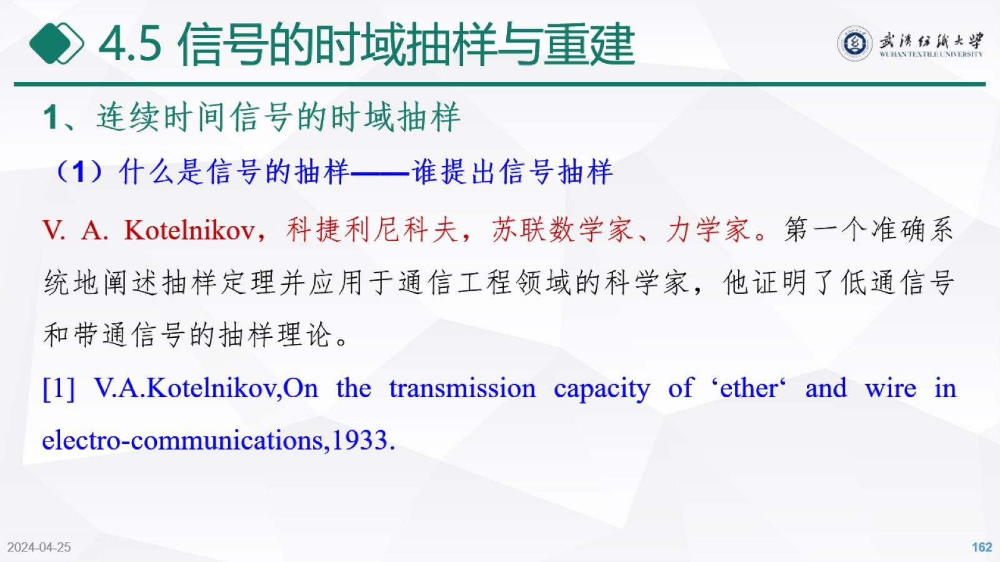 4.5 信号的时域抽样与重建
武汉纺织大学
WUHAN TEXTILE UNIVERSITY
1、连续时间信号的时域抽样
（1）什么是信号的抽样——谁提出信号抽样
V. A. Kotelnikov，科捷利尼科夫，苏联数学家、力学家。第一个准确系
统地阐述抽样定理并应用于通信工程领域的科学家，他证明了低通信号
和带通信号的抽样理论。
[1] V.A.Kotelnikov,On the transmission capacity of ‘ether‘ and wire in
electro-communications,1933.
2024-04-25
162